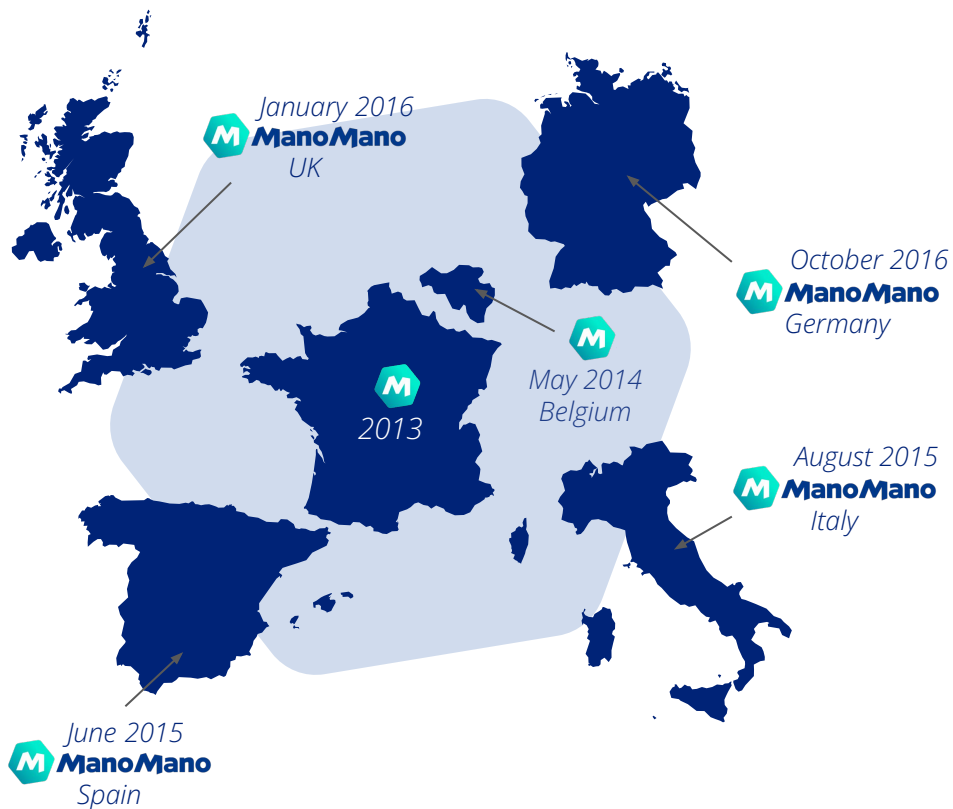 January 2016
M ManoMano
UK
October 2016
M ManoMano
Germany
M
May 2014
Belgium
M
2013
August 2015
M ManoMano
Italy
June 2015
M ManoMano
Spain